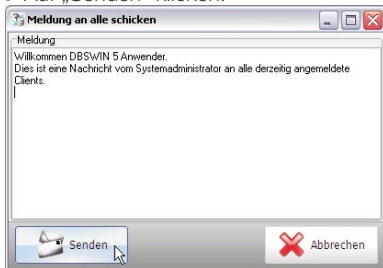 Meldung an alle schicken
Meldung
Willkommen DBSWIN 5 Anwender.
Dies ist eine Nachricht vom Systemadministrator an alle derzeitig angemeldete
Clients.
Senden
Abbrechen